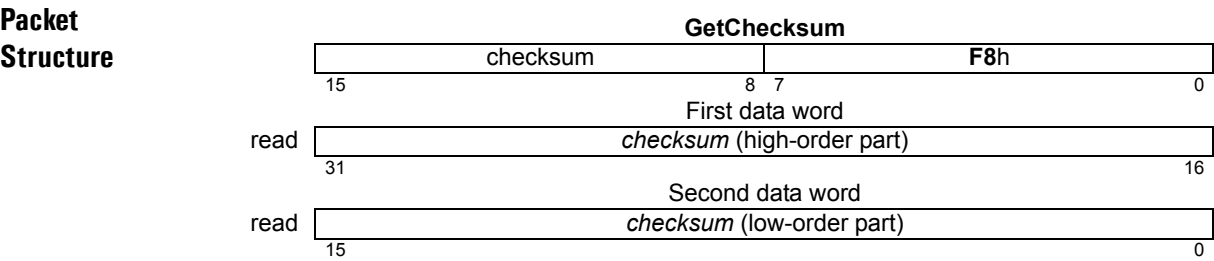 Packet
Structure
GetChecksum
checksum F8h
15 8 7 0
First data word
read checksum (high-order part)
31 16
Second data word
read checksum (low-order part)
15 0